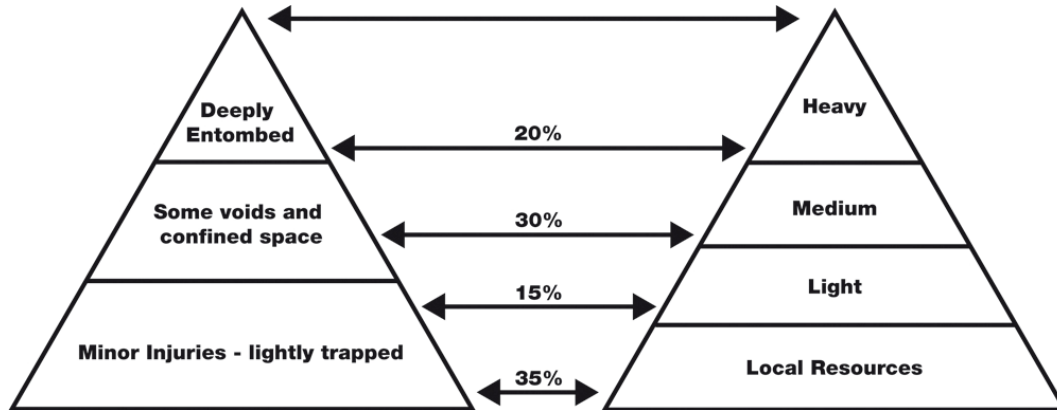 Deeply
Entombed
Heavy
20%
Some voids and
confined space
Medium
30%
Light
15%
Minor Injuries - lightly trapped
Local Resources
35%